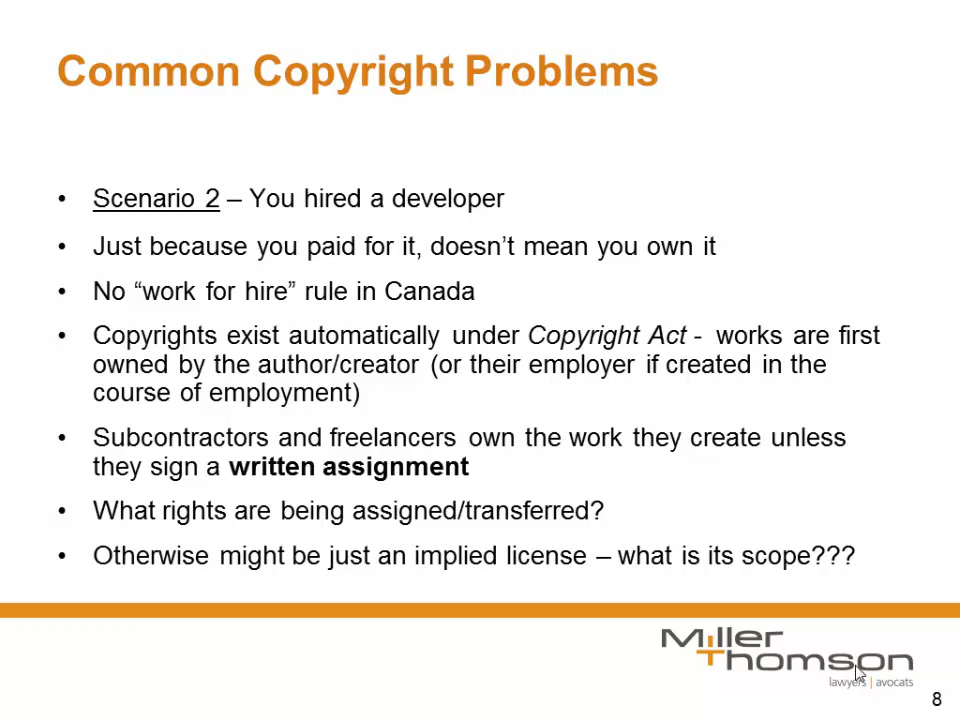 Common Copyright Problems
• Scenario 2 – You hired a developer
• Just because you paid for it, doesn’t mean you own it
• No “work for hire” rule in Canada
• Copyrights exist automatically under Copyright Act - works are first
owned by the author/creator (or their employer if created in the
course of employment)
• Subcontractors and freelancers own the work they create unless
they sign a written assignment
• What rights are being assigned/transferred?
• Otherwise might be just an implied license – what is its scope???
Miller
Thomson
lawyers | avocats
8